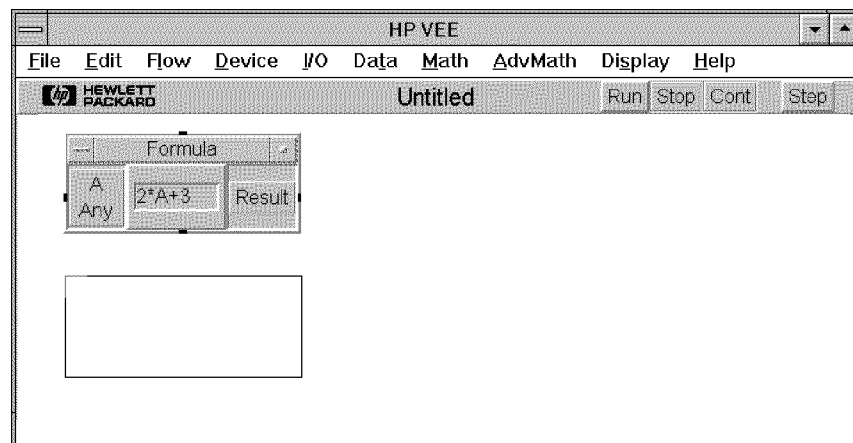 HP VEE
File Edit Flow Device I/O Data Math AdvMath Display Help
hp HEWLETT PACKARD Untitled Run Stop Cont Step
Formula
A Any 2*A+3 Result